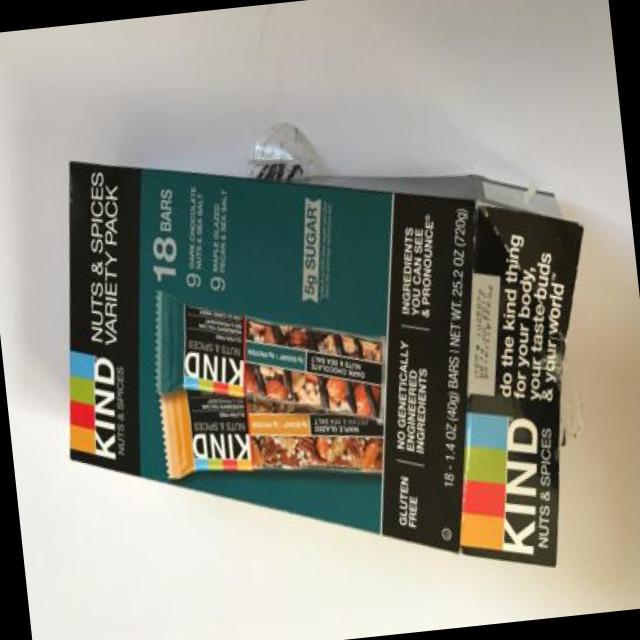 KIND
NUTS & SPICES
NUTS & SPICES
VARIETY PACK
18 BARS
9 DARK CHOCOLATE
NUTS & SEA SALT
9 MAPLE GLAZED
PECAN & SEA SALT
5g SUGAR
KIND
NUTS & SPICES
DARK CHOCOLATE
NUTS & SEA SALT
KIND
NUTS & SPICES
MAPLE GLAZED
PECAN & SEA SALT
GLUTEN
FREE
NO GENETICALLY
ENGINEERED
INGREDIENTS
INGREDIENTS
YOU CAN SEE
& PRONOUNCE®
18 - 1.4 OZ (40g) BARS | NET WT. 25.2 OZ (720g)
KIND
NUTS & SPICES
do the kind thing
for your body,
your taste buds
& your world™